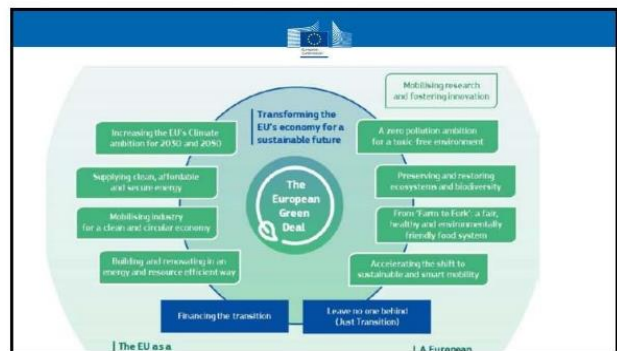 European
Commission
Mobilising research
and fostering innovation
Transforming the
EU's economy for a
sustainable future
Increasing the EU's Climate
ambition for 2030 and 2050
A zero pollution ambition
for a toxic-free environment
Supplying clean, affordable
and secure energy
Preserving and restoring
ecosystems and biodiversity
The
European
Green
Deal
Mobilising industry
for a clean and circular economy
From 'Farm to Fork': a fair,
healthy and environmentally
friendly food system
Building and renovating in an
energy and resource efficient way
Accelerating the shift to
sustainable and smart mobility
Financing the transition
Leave no one behind
(Just Transition)
The EU as a
A European